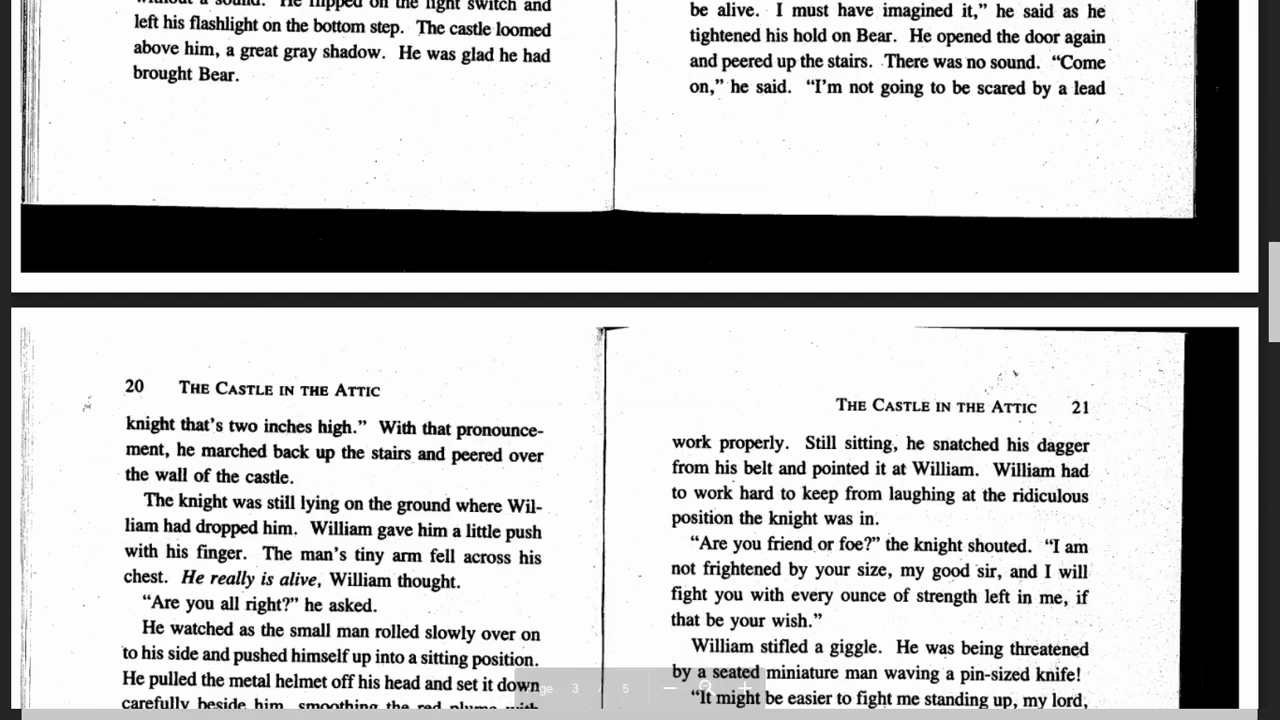 without a sound. He flipped on the light switch and
left his flashlight on the bottom step. The castle loomed
above him, a great gray shadow. He was glad he had
brought Bear.
be alive. I must have imagined it,” he said as he
tightened his hold on Bear. He opened the door again
and peered up the stairs. There was no sound. “Come
on,” he said. “I’m not going to be scared by a lead
20 THE CASTLE IN THE ATTIC
knight that’s two inches high.” With that pronounce-
ment, he marched back up the stairs and peered over
the wall of the castle.
The knight was still lying on the ground where Wil-
liam had dropped him. William gave him a little push
with his finger. The man’s tiny arm fell across his
chest. He really is alive, William thought.
“Are you all right?” he asked.
He watched as the small man rolled slowly over on
to his side and pushed himself up into a sitting position.
He pulled the metal helmet off his head and set it down
carefully beside him, smoothing the red plume with
THE CASTLE IN THE ATTIC 21
work properly. Still sitting, he snatched his dagger
from his belt and pointed it at William. William had
to work hard to keep from laughing at the ridiculous
position the knight was in.
“Are you friend or foe?” the knight shouted. “I am
not frightened by your size, my good sir, and I will
fight you with every ounce of strength left in me, if
that be your wish.”
William stifled a giggle. He was being threatened
by a seated miniature man waving a pin-sized knife!
“It might be easier to fight me standing up, my lord,
Page 3 / 5